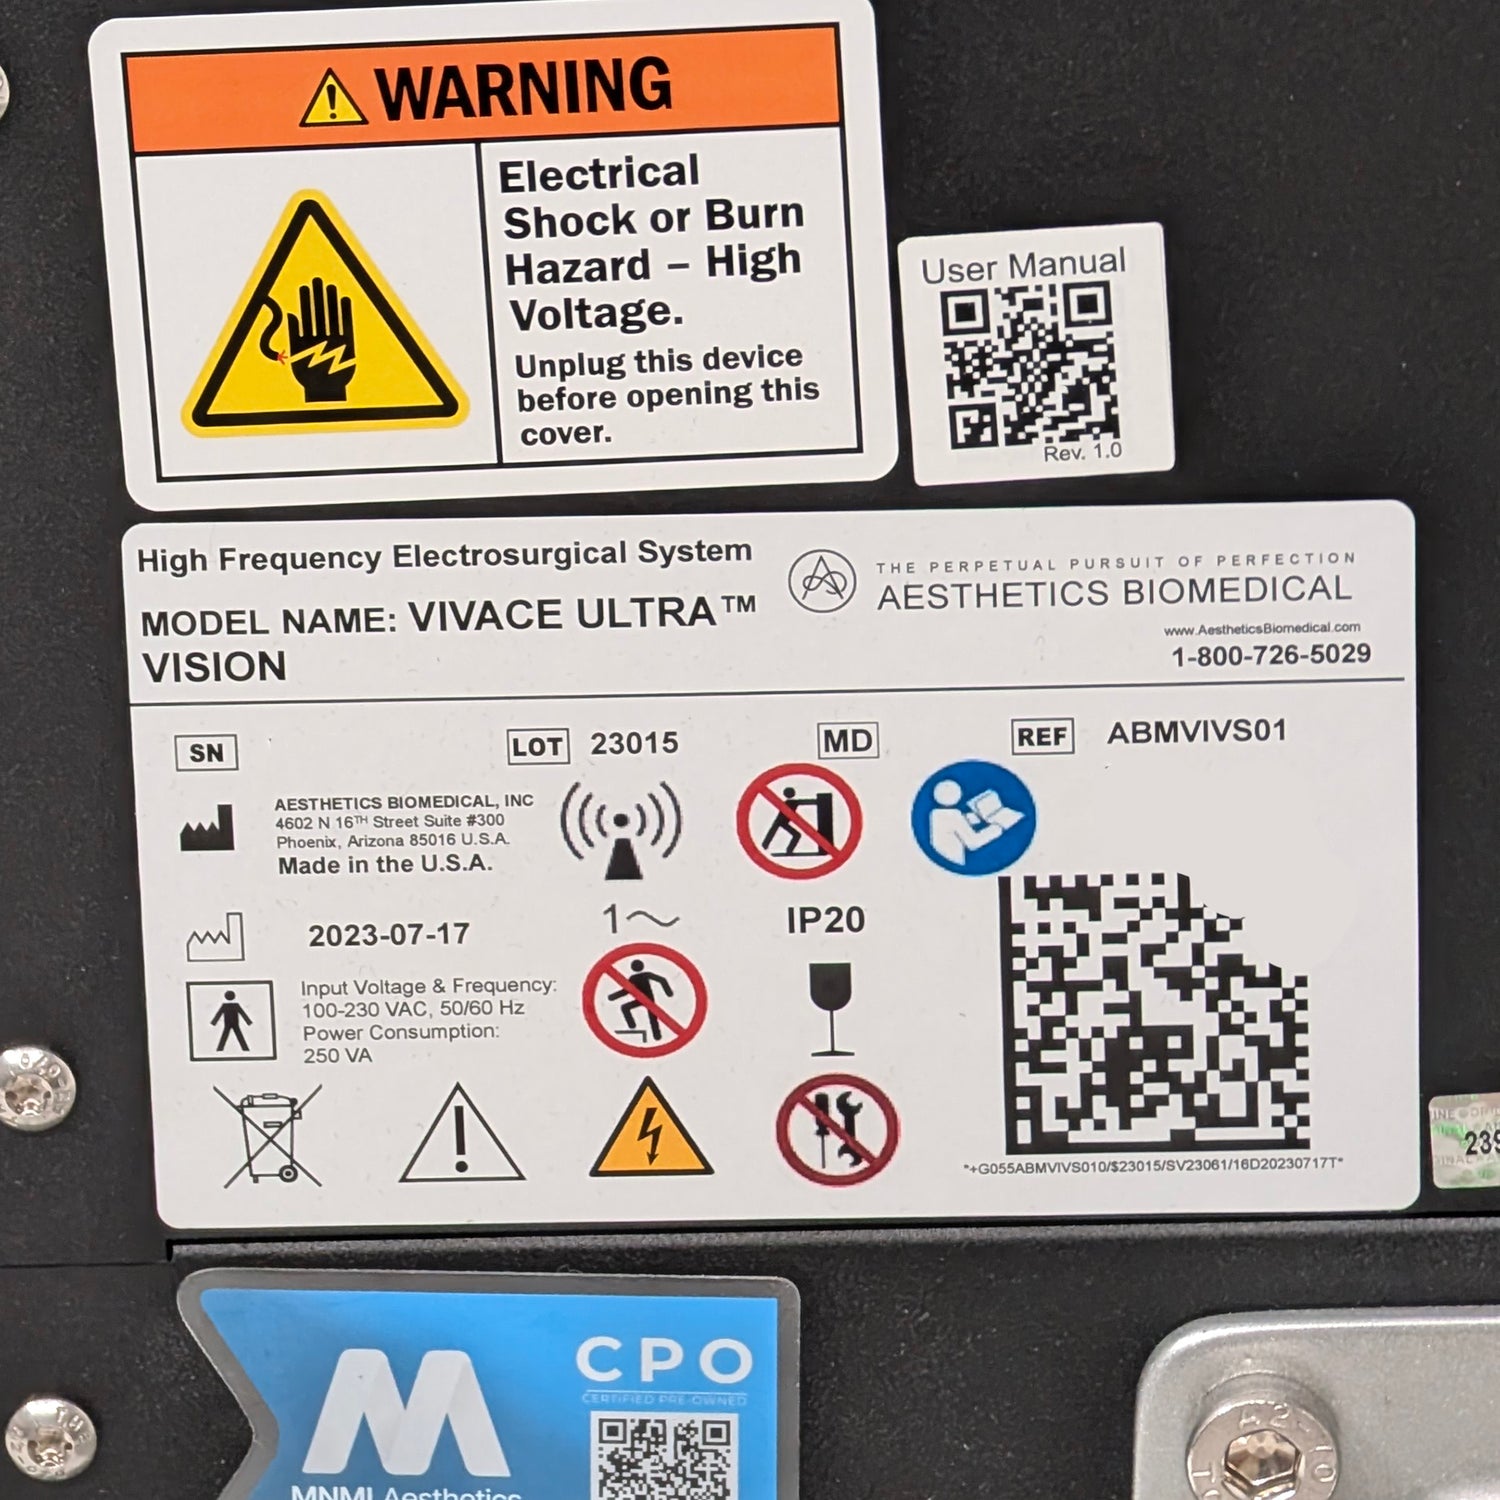 WARNING
Electrical
Shock or Burn
Hazard – High
Voltage.
Unplug this device
before opening this
cover.
User Manual
Rev. 1.0
High Frequency Electrosurgical System
MODEL NAME: VIVACE ULTRA™
VISION
THE PERPETUAL PURSUIT OF PERFECTION
AESTHETICS BIOMEDICAL
www.AestheticsBiomedical.com
1-800-726-5029
SN
LOT 23015
MD
REF ABMVIVS01
AESTHETICS BIOMEDICAL, INC
4602 N 16TH Street Suite #300
Phoenix, Arizona 85016 U.S.A.
Made in the U.S.A.
2023-07-17
1~
IP20
Input Voltage & Frequency:
100-230 VAC, 50/60 Hz
Power Consumption:
250 VA
*+G055ABMVIVS010/$23015/SV23061/16D20230717T*
CPO
CERTIFIED PRE-OWNED
MNML Aesthetics